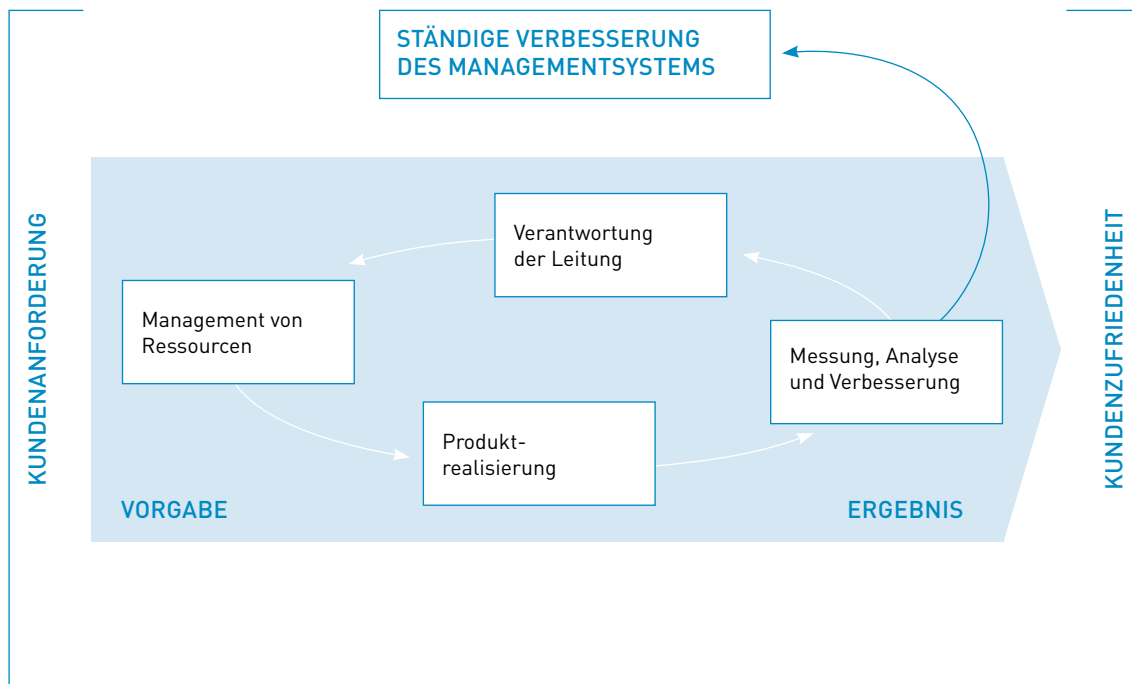 STÄNDIGE VERBESSERUNG
DES MANAGEMENTSYSTEMS
KUNDENANFORDERUNG
Verantwortung
der Leitung
Management von
Ressourcen
Messung, Analyse
und Verbesserung
Produkt-
realisierung
VORGABE
ERGEBNIS
KUNDENZUFRIEDENHEIT